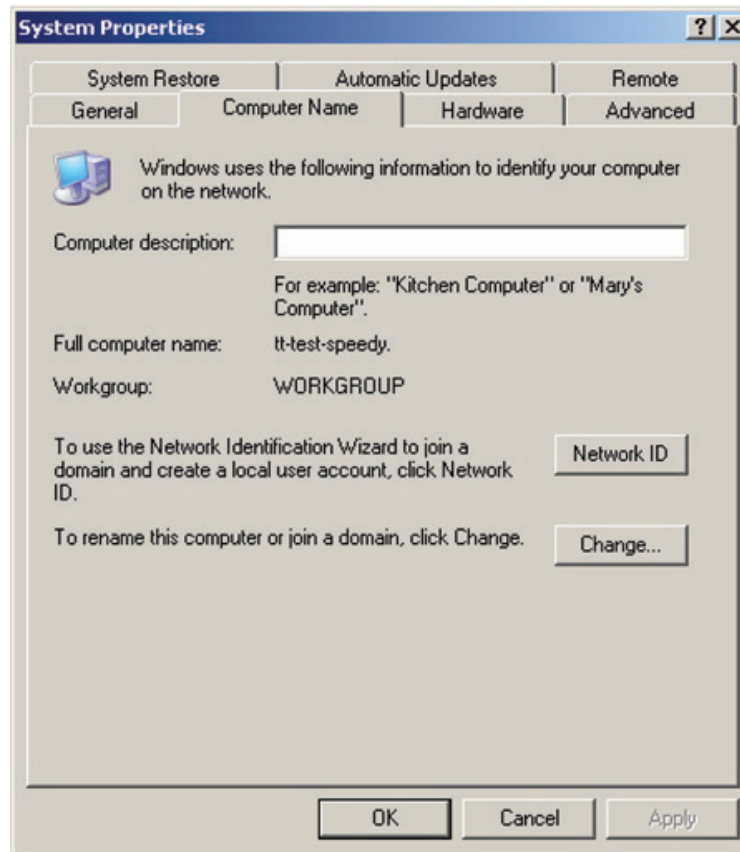 System Properties
System Restore Automatic Updates Remote
General Computer Name Hardware Advanced
Windows uses the following information to identify your computer
on the network.
Computer description:
For example: "Kitchen Computer" or "Mary's
Computer".
Full computer name: tt-test-speedy.
Workgroup: WORKGROUP
To use the Network Identification Wizard to join a
domain and create a local user account, click Network
ID.
Network ID
To rename this computer or join a domain, click Change.
Change...
OK Cancel Apply